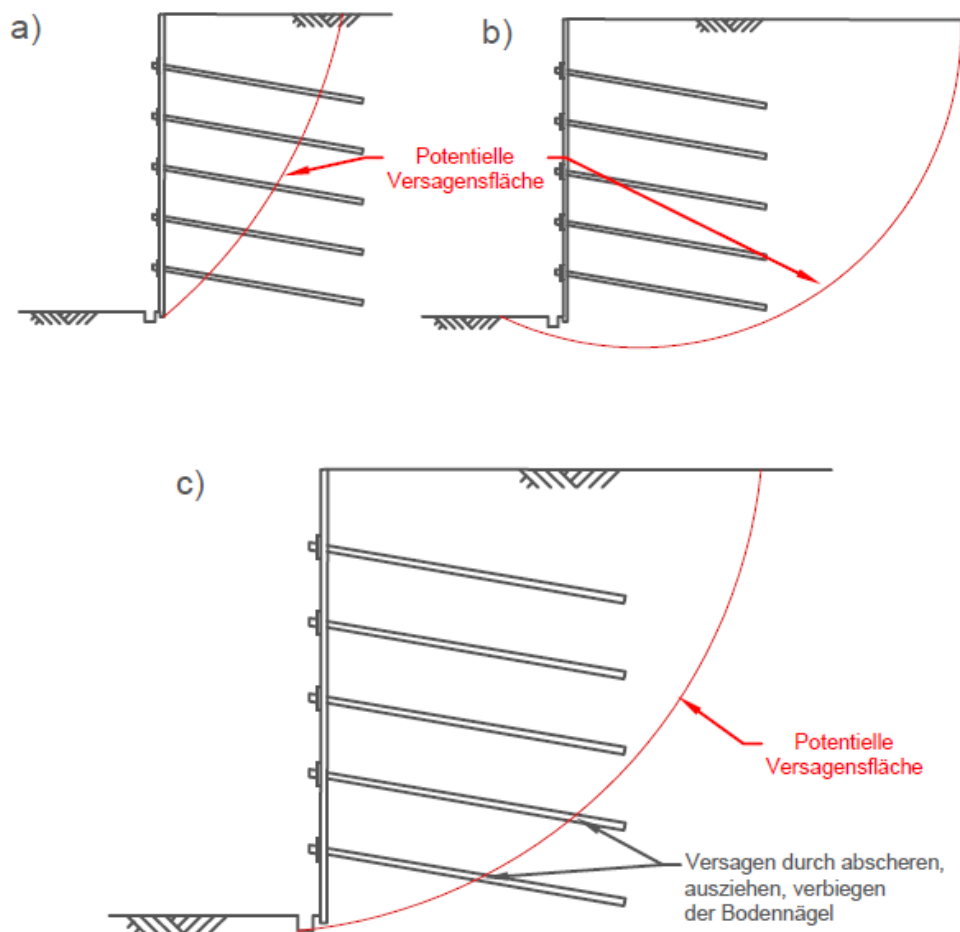 a)
b)
Potentielle
Versagensfläche
c)
Potentielle
Versagensfläche
Versagen durch abscheren,
ausziehen, verbiegen
der Bodennägel